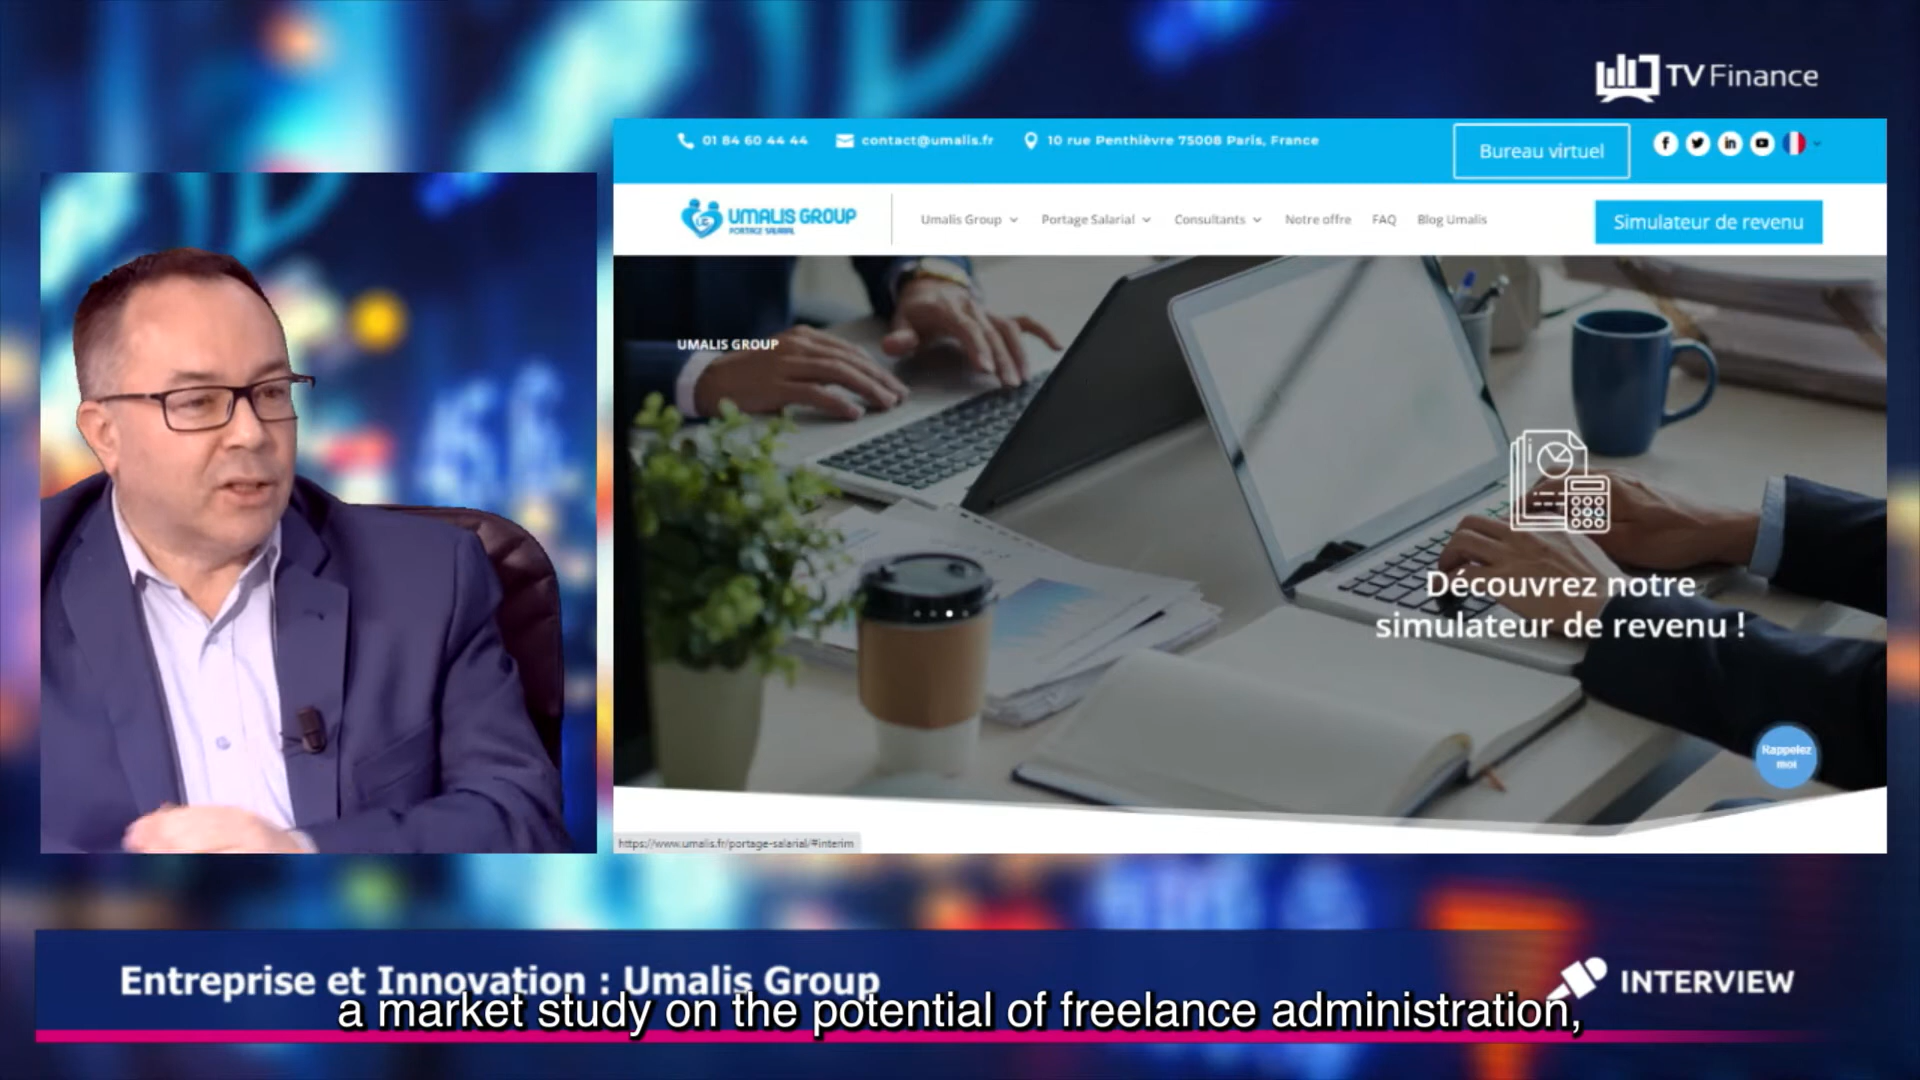 TV Finance
01 84 60 44 44
contact@umalis.fr
10 rue Penthièvre 75008 Paris, France
Bureau virtuel
UMALIS GROUP
PORTAGE SALARIAL
Umalis Group
Portage Salarial
Consultants
Notre offre
FAQ
Blog Umalis
Simulateur de revenu
UMALIS GROUP
Découvrez notre
simulateur de revenu !
Rappelez
moi
https://www.umalis.fr/portage-salarial/#interim
Entreprise et Innovation : Umalis Group
INTERVIEW
a market study on the potential of freelance administration,